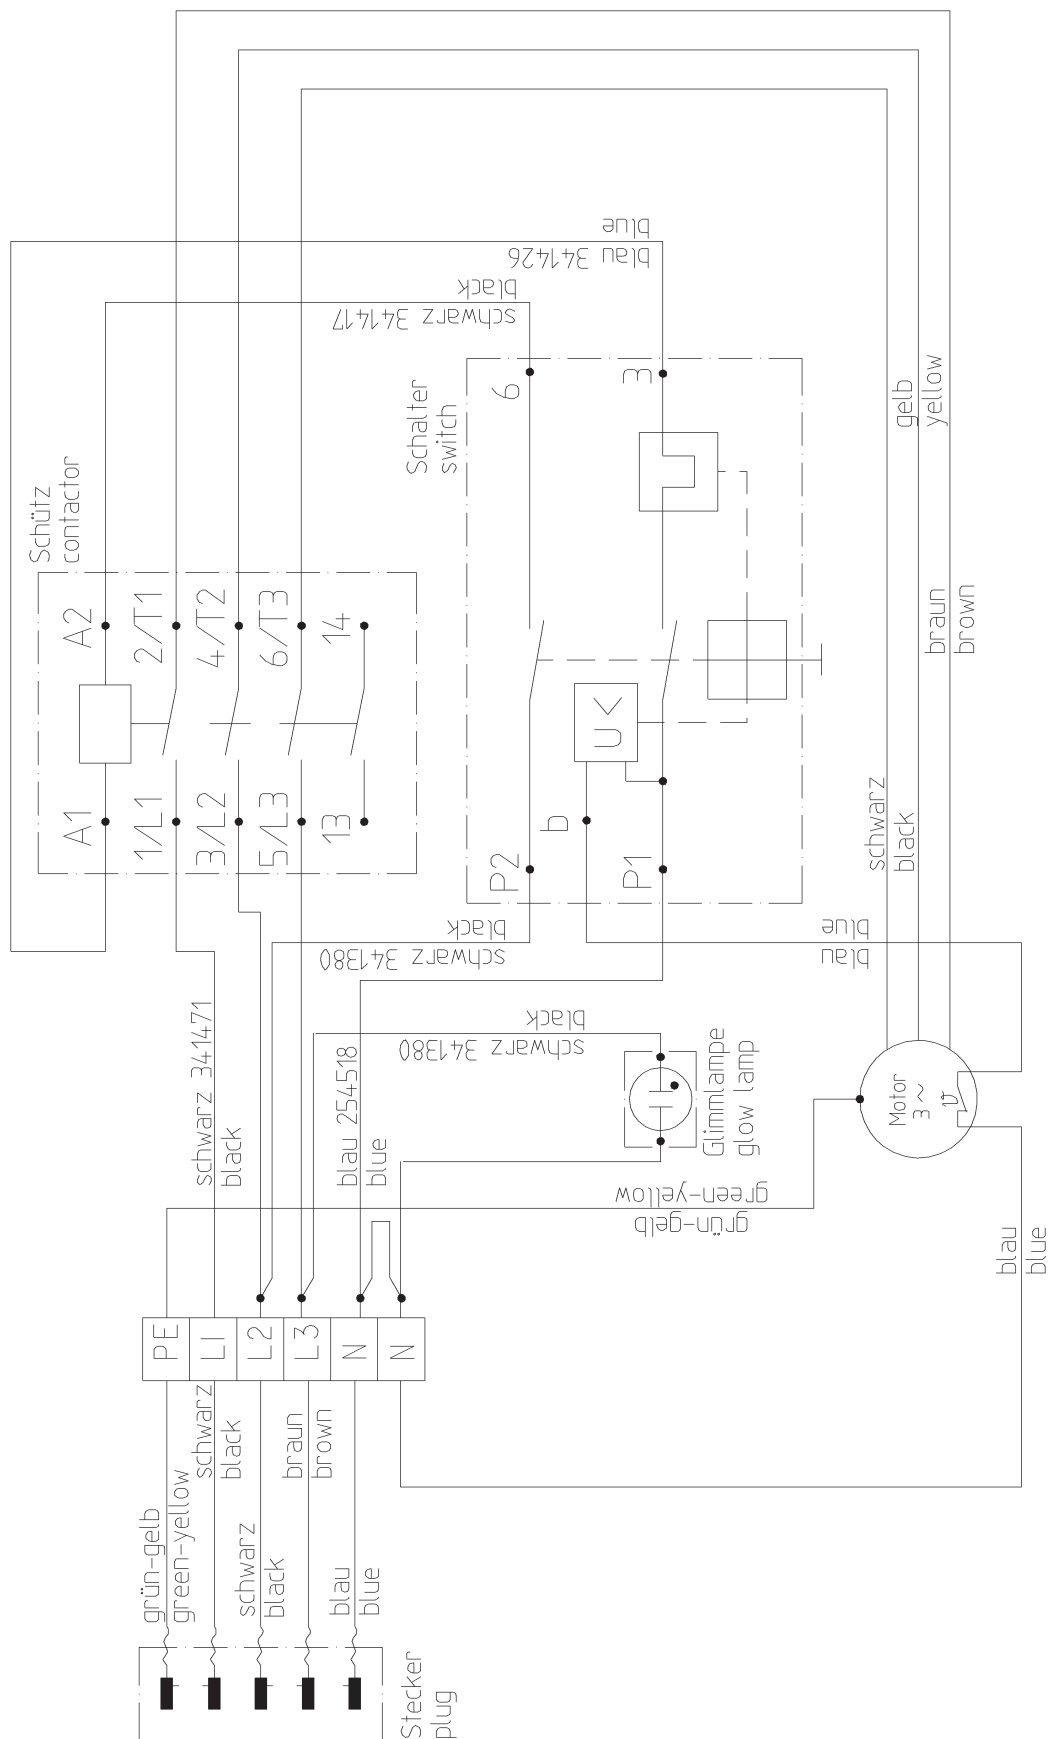 Schütz
contactor
A2
2/T1
4/T2
6/T3
14
A1
1/L1
3/L2
5/L3
13
blue
blau 341426
black
schwarz 341417
Schalter
switch
6
3
U<
b
P2
P1
gelb
yellow
braun
brown
schwarz
black
black
schwarz 341380
blue
blau
schwarz 341471
black
blau 254518
blue
black
schwarz 341380
Glimmlampe
glow lamp
Motor
3 ~
ϑ
green-yellow
grün-gelb
blau
blue
PE
L1
L2
L3
N
N
grün-gelb
green-yellow
schwarz
black
schwarz
black
braun
brown
blau
blue
Stecker
plug